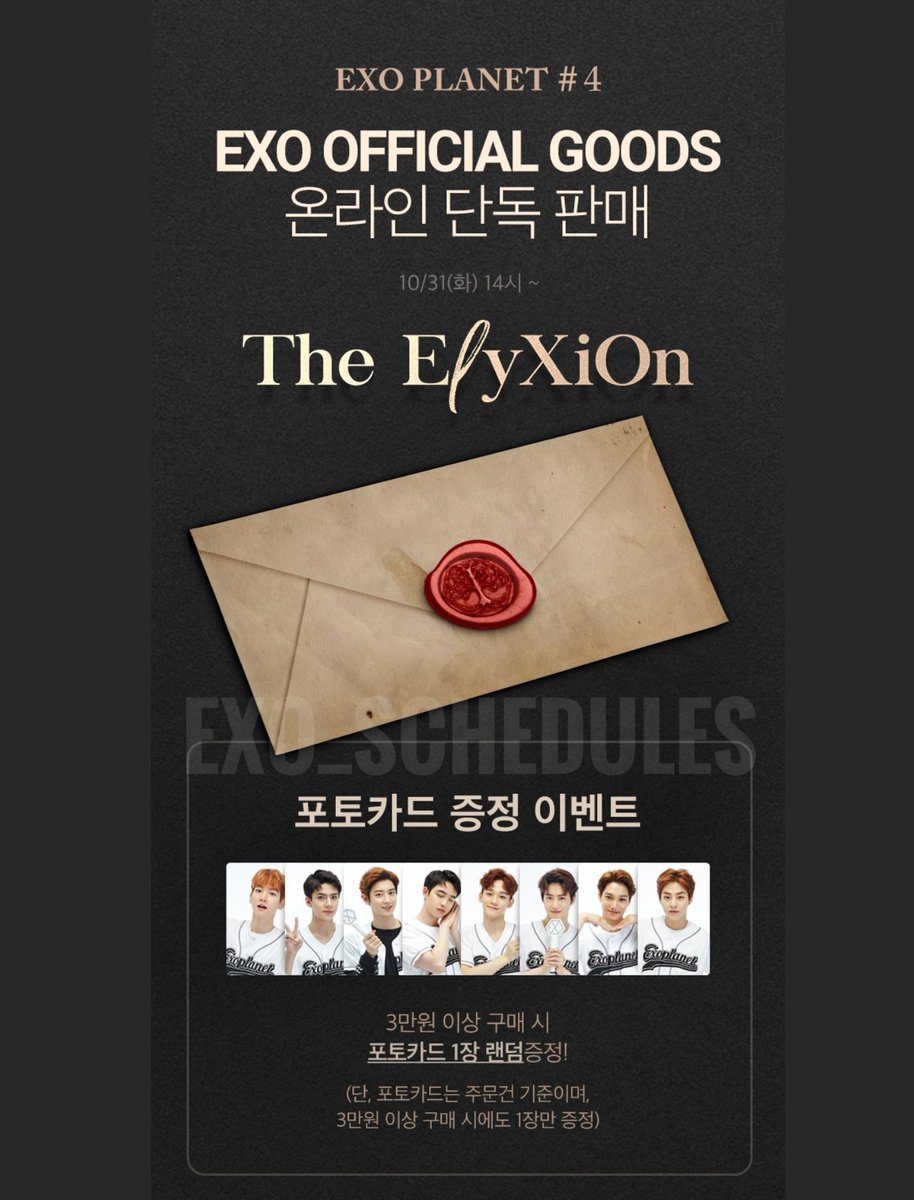 EXO PLANET #4
EXO OFFICIAL GOODS
온라인 단독 판매
10/31(화) 14시 ~
The ElyXiOn
EXO_SCHEDULES
포토카드 증정 이벤트
Exoplanet
Exoplanet
Exoplanet
3만원 이상 구매 시
포토카드 1장 랜덤증정!
(단, 포토카드는 주문건 기준이며,
3만원 이상 구매 시에도 1장만 증정)